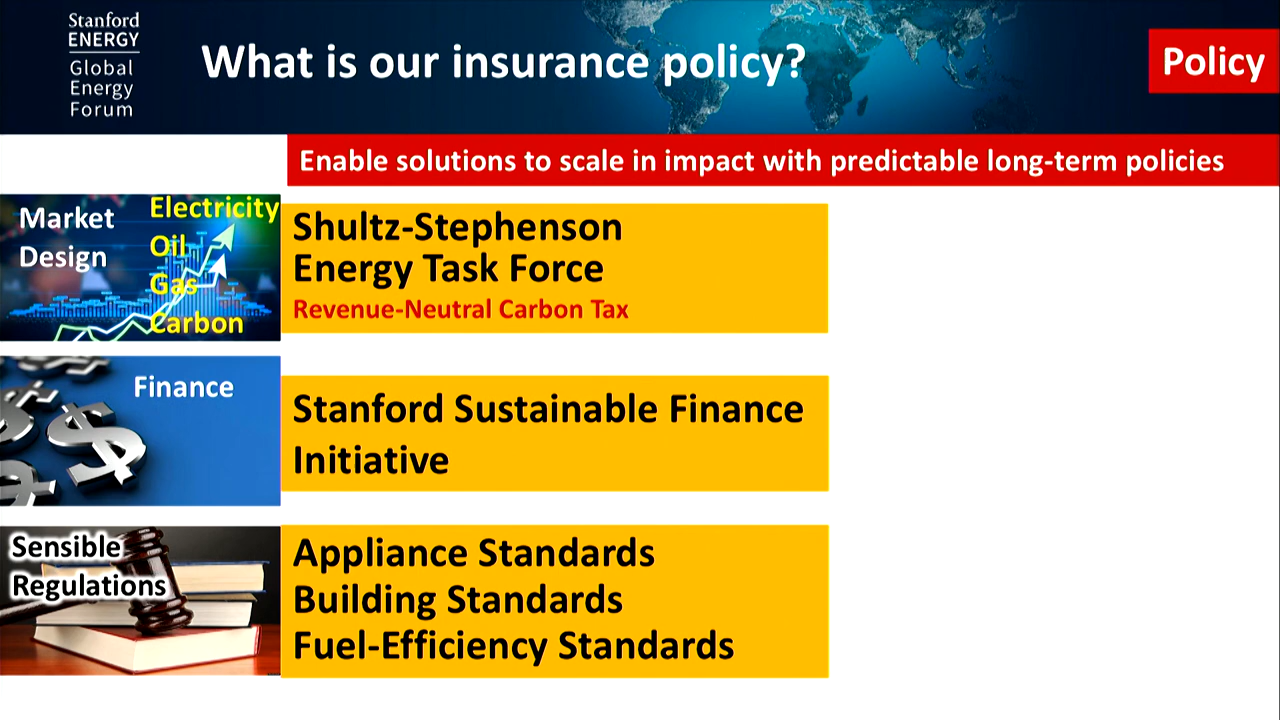 Stanford
ENERGY
Global
Energy
Forum
What is our insurance policy?
Policy
Enable solutions to scale in impact with predictable long-term policies
Market
Design
Electricity
Oil
Gas
Carbon
Shultz-Stephenson
Energy Task Force
Revenue-Neutral Carbon Tax
Finance
Stanford Sustainable Finance
Initiative
Sensible
Regulations
Appliance Standards
Building Standards
Fuel-Efficiency Standards